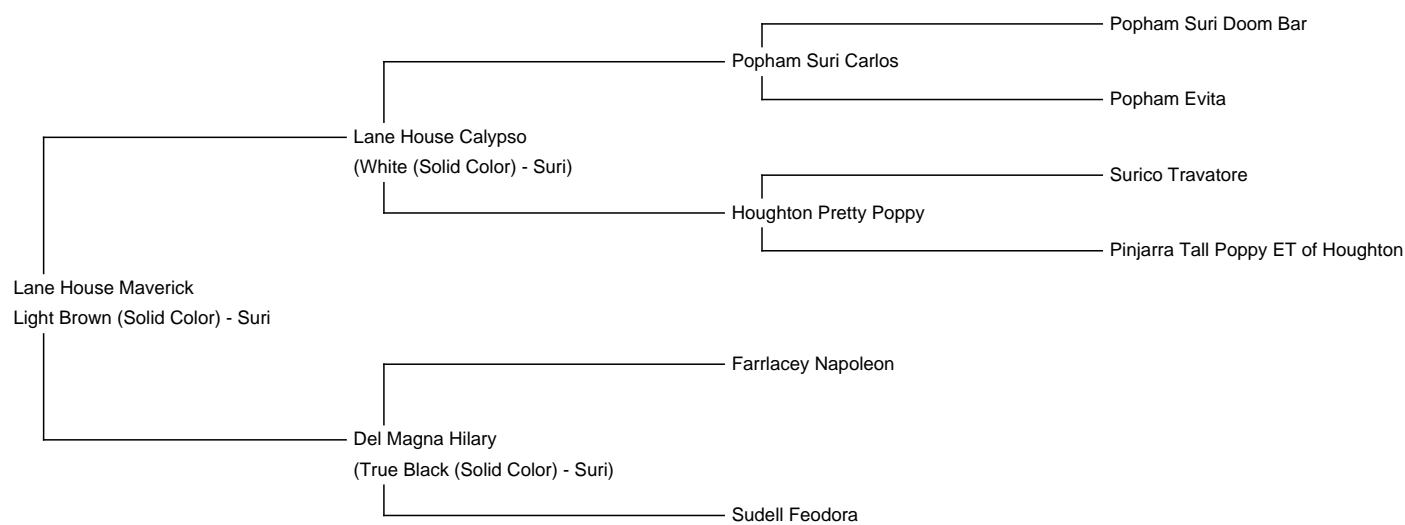 Popham Suri Doom Bar
Popham Suri Carlos
Popham Evita
Lane House Calypso
(White (Solid Color) - Suri)
Surico Travatore
Houghton Pretty Poppy
Pinjarra Tall Poppy ET of Houghton
Lane House Maverick
Light Brown (Solid Color) - Suri
Farrlacey Napoleon
Del Magna Hilary
(True Black (Solid Color) - Suri)
Sudell Feodora